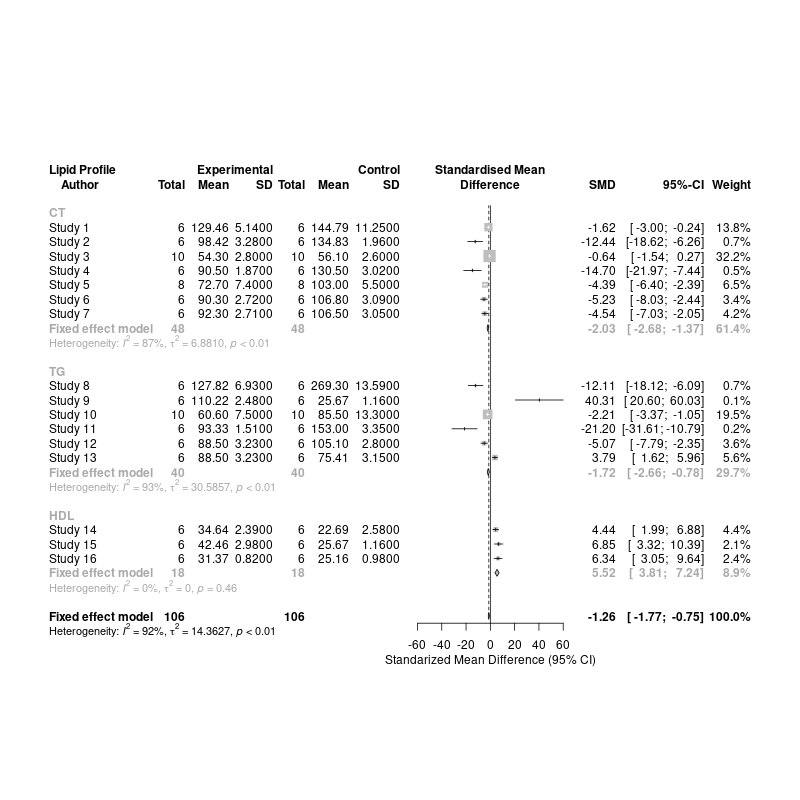 Lipid Profile Experimental Control Standardised Mean
Author Total Mean SD Total Mean SD Difference SMD 95%-CI Weight
CT
Study 1 6 129.46 5.1400 6 144.79 11.2500 -1.62 [ -3.00; -0.24] 13.8%
Study 2 6 98.42 3.2800 6 134.83 1.9600 -12.44 [-18.62; -6.26] 0.7%
Study 3 10 54.30 2.8000 10 56.10 2.6000 -0.64 [ -1.54; 0.27] 32.2%
Study 4 6 90.50 1.8700 6 130.50 3.0200 -14.70 [-21.97; -7.44] 0.5%
Study 5 8 72.70 7.4000 8 103.00 5.5000 -4.39 [ -6.40; -2.39] 6.5%
Study 6 6 90.30 2.7200 6 106.80 3.0900 -5.23 [ -8.03; -2.44] 3.4%
Study 7 6 92.30 2.7100 6 106.50 3.0500 -4.54 [ -7.03; -2.05] 4.2%
Fixed effect model 48 48 -2.03 [ -2.68; -1.37] 61.4%
Heterogeneity: I² = 87%, τ² = 6.8810, p < 0.01
TG
Study 8 6 127.82 6.9300 6 269.30 13.5900 -12.11 [-18.12; -6.09] 0.7%
Study 9 6 110.22 2.4800 6 25.67 1.1600 40.31 [ 20.60; 60.03] 0.1%
Study 10 10 60.60 7.5000 10 85.50 13.3000 -2.21 [ -3.37; -1.05] 19.5%
Study 11 6 93.33 1.5100 6 153.00 3.3500 -21.20 [-31.61; -10.79] 0.2%
Study 12 6 88.50 3.2300 6 105.10 2.8000 -5.07 [ -7.79; -2.35] 3.6%
Study 13 6 88.50 3.2300 6 75.41 3.1500 3.79 [ 1.62; 5.96] 5.6%
Fixed effect model 40 40 -1.72 [ -2.66; -0.78] 29.7%
Heterogeneity: I² = 93%, τ² = 30.5857, p < 0.01
HDL
Study 14 6 34.64 2.3900 6 22.69 2.5800 4.44 [ 1.99; 6.88] 4.4%
Study 15 6 42.46 2.9800 6 25.67 1.1600 6.85 [ 3.32; 10.39] 2.1%
Study 16 6 31.37 0.8200 6 25.16 0.9800 6.34 [ 3.05; 9.64] 2.4%
Fixed effect model 18 18 5.52 [ 3.81; 7.24] 8.9%
Heterogeneity: I² = 0%, τ² = 0, p = 0.46
Fixed effect model 106 106 -1.26 [ -1.77; -0.75] 100.0%
Heterogeneity: I² = 92%, τ² = 14.3627, p < 0.01
-60 -40 -20 0 20 40 60
Standarized Mean Difference (95% CI)